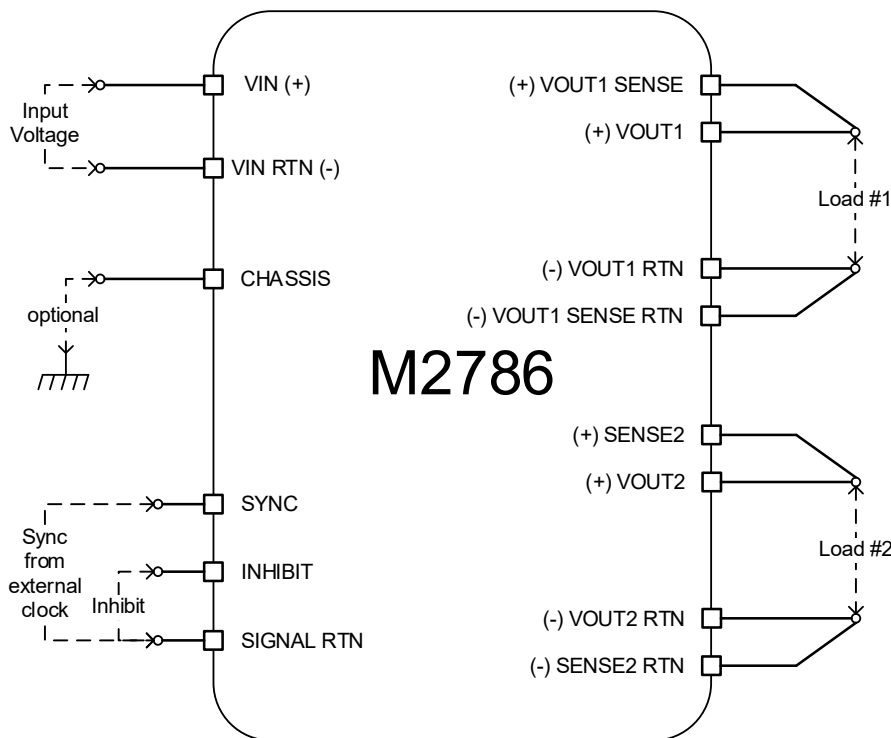 VIN (+)
Input
Voltage
VIN RTN (-)
CHASSIS
optional
SYNC
Sync
from
external
clock
INHIBIT
Inhibit
SIGNAL RTN
M2786
(+) VOUT1 SENSE
(+) VOUT1
Load #1
(-) VOUT1 RTN
(-) VOUT1 SENSE RTN
(+) SENSE2
(+) VOUT2
Load #2
(-) VOUT2 RTN
(-) SENSE2 RTN